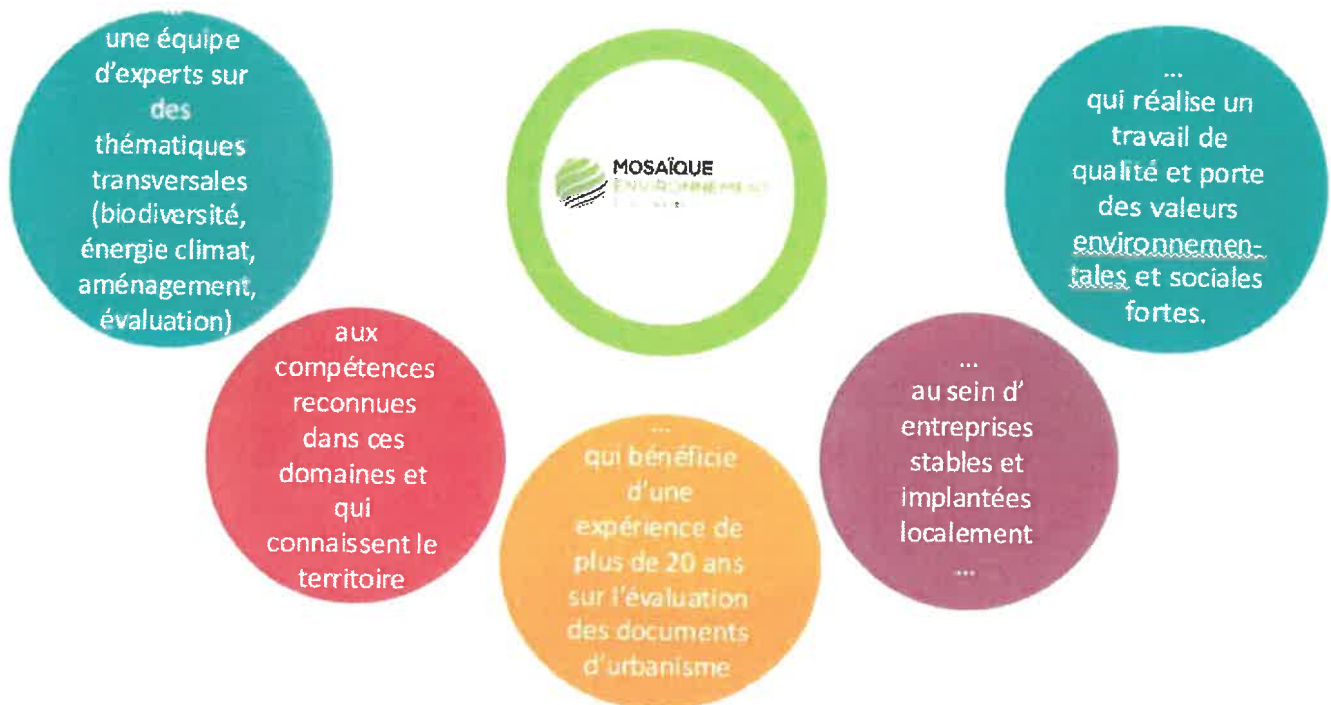 ...
une équipe
d'experts sur
des
thématiques
transversales
(biodiversité,
énergie climat,
aménagement,
évaluation)
aux
compétences
reconnues
dans ces
domaines et
qui
connaissent le
territoire
MOSAÏQUE
ENVIRONNEMENT
...
qui bénéficie
d'une
expérience de
plus de 20 ans
sur l'évaluation
des documents
d'urbanisme
...
au sein d'
entreprises
stables et
implantées
localement
...
...
qui réalise un
travail de
qualité et porte
des valeurs
environnemen-
tales et sociales
fortes.